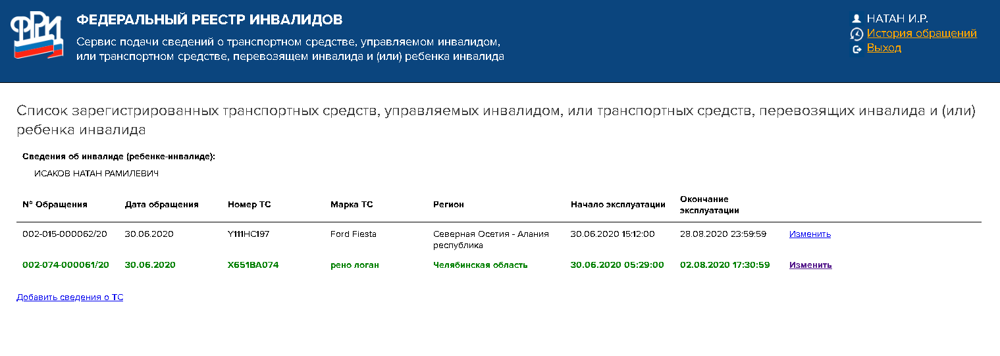 ФРИ
ФЕДЕРАЛЬНЫЙ РЕЕСТР ИНВАЛИДОВ
Сервис подачи сведений о транспортном средстве, управляемом инвалидом,
или транспортном средстве, перевозящем инвалида и (или) ребенка инвалида
НАТАН И.Р.
История обращений
Выход
Список зарегистрированных транспортных средств, управляемых инвалидом, или транспортных средств, перевозящих инвалида и (или)
ребенка инвалида
Сведения об инвалиде (ребенке-инвалиде):
ИСАКОВ НАТАН РАМИЛЕВИЧ
N° Обращения Дата обращения Номер ТС Марка ТС Регион Начало эксплуатации Окончание
эксплуатации
002-015-000062/20 30.06.2020 Y111HC197 Ford Fiesta Северная Осетия - Алания 30.06.2020 15:12:00 28.08.2020 23:59:59 Изменить
республика
002-074-000061/20 30.06.2020 X651BA074 рено логан Челябинская область 30.06.2020 05:29:00 02.08.2020 17:30:59 Изменить
Добавить сведения о ТС